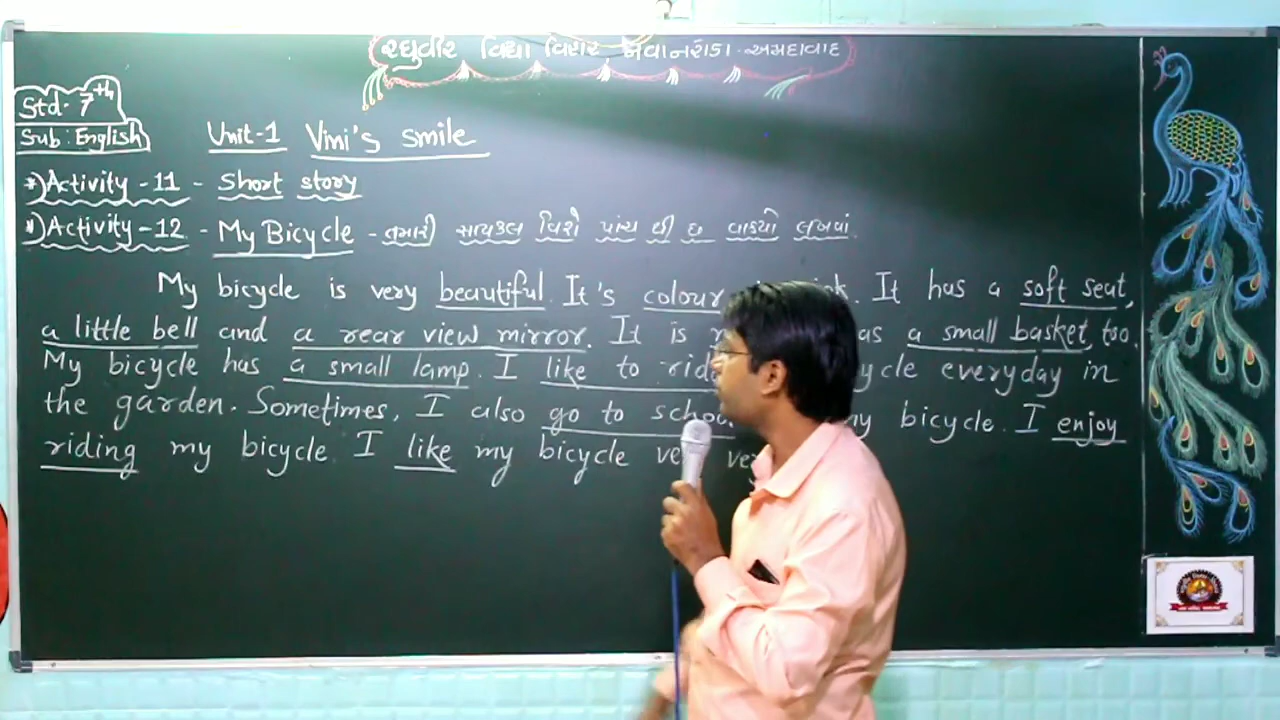 રઘુવીર વિદ્યા વિહાર, નવાનરોડા - અમદાવાદ
Std: 7th
Sub: English
Unit-1 Vini's smile
*) Activity -11 - Short story
*) Activity -12 - My Bicycle - તમારી સાયકલ વિશે પાંચ થી છ વાક્યો લખવાં.
My bicycle is very beautiful. It's colour. It has a soft seat,
a little bell and a rear view mirror. It is as a small basket too.
My bicycle has a small lamp. I like to everyday in
the garden. Sometimes, I also go to my bicycle. I enjoy
riding my bicycle. I like my bicycle